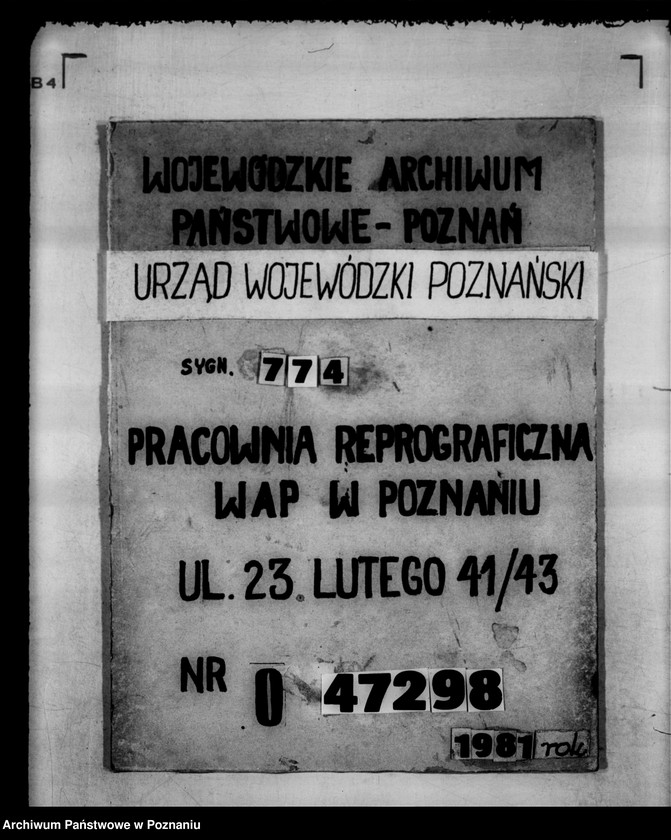 B4
WOJEWÓDZKIE ARCHIWUM
PAŃSTWOWE - POZNAŃ
URZĄD WOJEWÓDZKI POZNAŃSKI
SYGN. 774
PRACOWNIA REPROGRAFICZNA
WAP W POZNANIU
UL. 23 LUTEGO 41/43
NR 0 47298
1981 rok
Archiwum Państwowe w Poznaniu